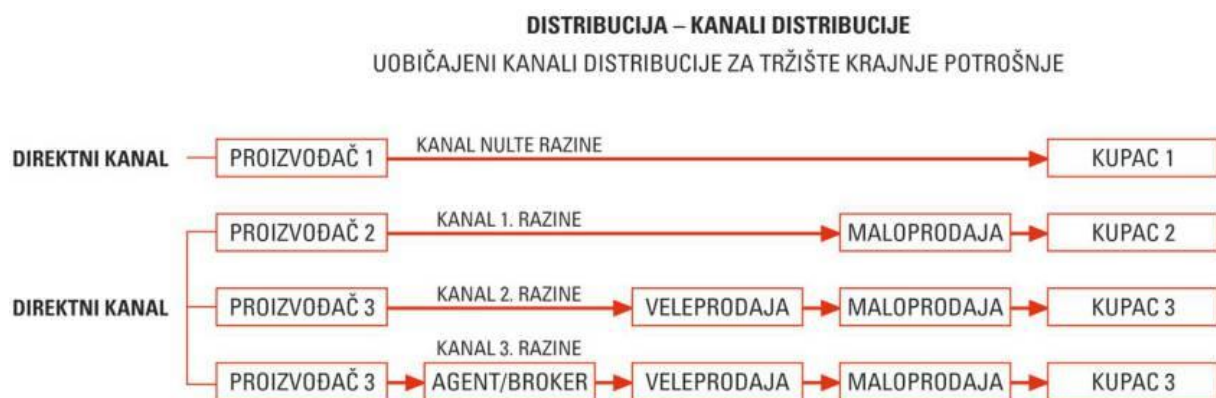 DISTRIBUCIJA – KANALI DISTRIBUCIJE
UOBIČAJENI KANALI DISTRIBUCIJE ZA TRŽIŠTE KRAJNJE POTROŠNJE
DIREKTNI KANAL PROIZVOĐAČ 1 KANAL NULTE RAZINE KUPAC 1
PROIZVOĐAČ 2 KANAL 1. RAZINE MALOPRODAJA KUPAC 2
DIREKTNI KANAL PROIZVOĐAČ 3 KANAL 2. RAZINE VELEPRODAJA MALOPRODAJA KUPAC 3
KANAL 3. RAZINE
PROIZVOĐAČ 3 AGENT/BROKER VELEPRODAJA MALOPRODAJA KUPAC 3